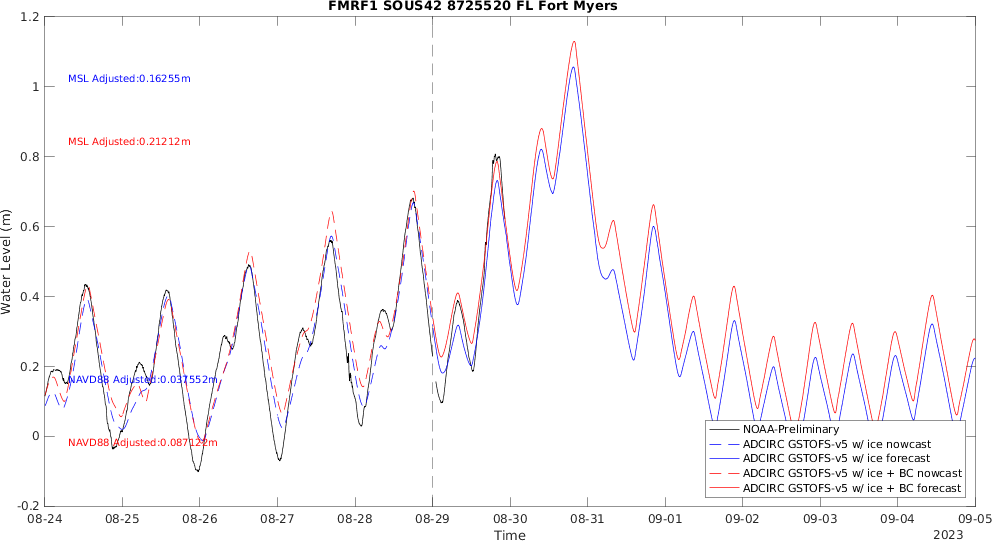 FMRF1 SOUS42 8725520 FL Fort Myers
1.2
1
0.8
0.6
0.4
0.2
0
-0.2
Water Level (m)
MSL Adjusted:0.16255m
MSL Adjusted:0.21212m
NAVD88 Adjusted:0.037552m
NAVD88 Adjusted:0.087122m
NOAA-Preliminary
ADCIRC GSTOFS-v5 w/ ice nowcast
ADCIRC GSTOFS-v5 w/ ice forecast
ADCIRC GSTOFS-v5 w/ ice + BC nowcast
ADCIRC GSTOFS-v5 w/ ice + BC forecast
08-24 08-25 08-26 08-27 08-28 08-29 08-30 08-31 09-01 09-02 09-03 09-04 09-05
Time
2023